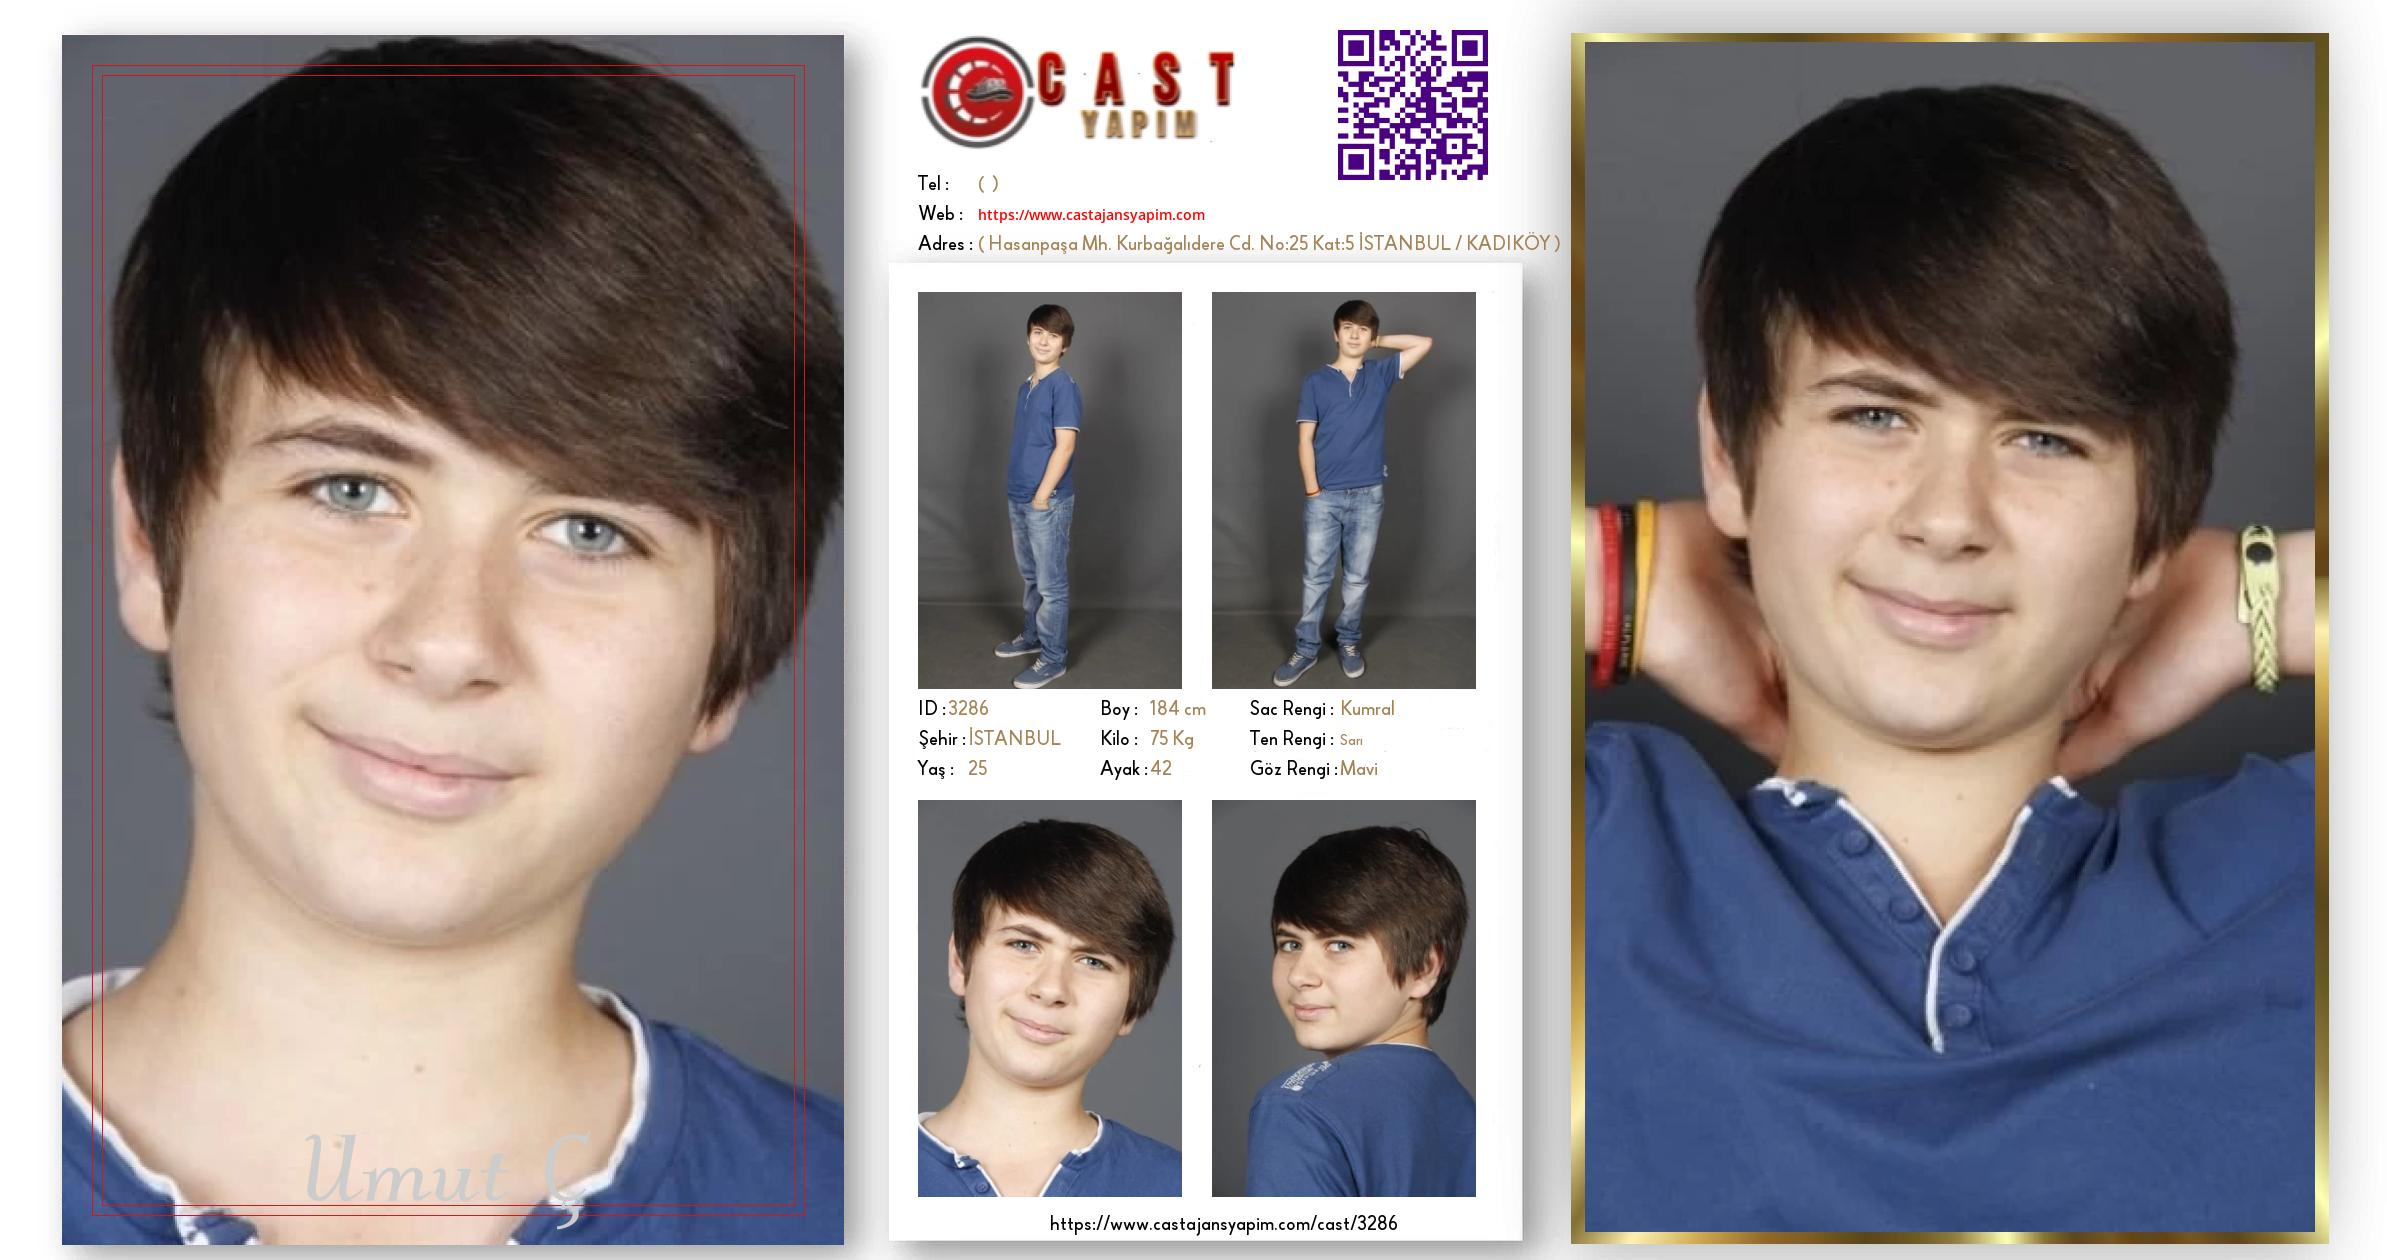 Umut Ç
CAST
YAPIM
Tel : ( )
Web : https://www.castajansyapim.com
Adres : ( Hasanpaşa Mh. Kurbağalıdere Cd. No:25 Kat:5 İSTANBUL / KADIKÖY )
ID : 3286 Boy : 184 cm Sac Rengi : Kumral
Şehir : İSTANBUL Kilo : 75 Kg Ten Rengi : Sarı
Yaş : 25 Ayak : 42 Göz Rengi : Mavi
https://www.castajansyapim.com/cast/3286